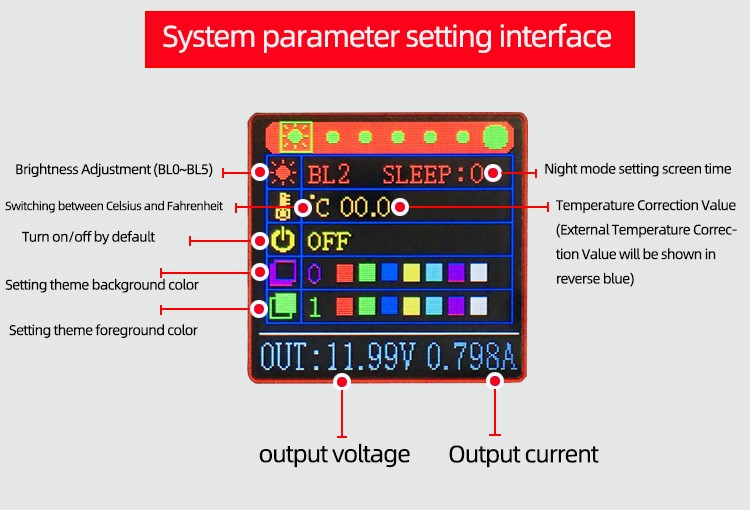 System parameter setting interface
Brightness Adjustment (BL0~BL5)
BL2 SLEEP:0
Night mode setting screen time
Switching between Celsius and Fahrenheit
°C 00.0
Temperature Correction Value
(External Temperature Correc-
tion Value will be shown in
reverse blue)
Turn on/off by default
OFF
Setting theme background color
0
Setting theme foreground color
1
OUT:11.99V 0.798A
output voltage
Output current